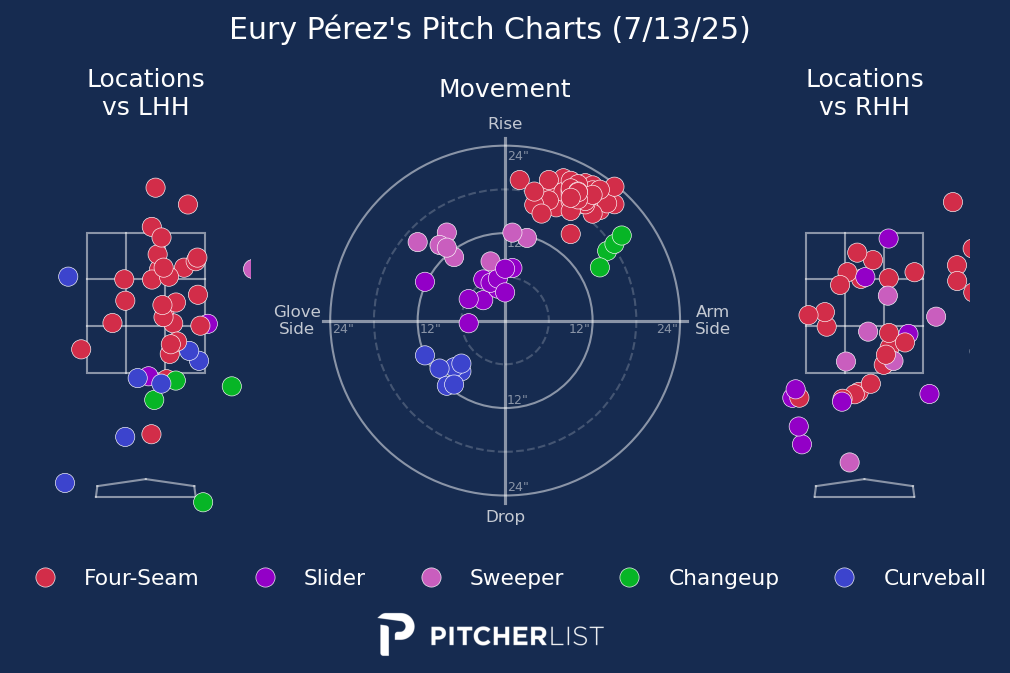 Eury Pérez's Pitch Charts (7/13/25)
Locations
vs LHH
Movement
Locations
vs RHH
Rise
24"
12"
Glove
Side
24"
12"
12"
24"
Arm
Side
12"
24"
Drop
Four-Seam
Slider
Sweeper
Changeup
Curveball
PITCHERLIST